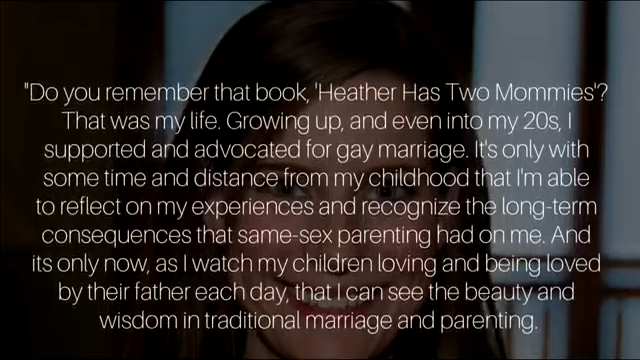 "Do you remember that book, 'Heather Has Two Mommies'?
That was my life. Growing up, and even into my 20s, I
supported and advocated for gay marriage. It's only with
some time and distance from my childhood that I'm able
to reflect on my experiences and recognize the long-term
consequences that same-sex parenting had on me. And
its only now, as I watch my children loving and being loved
by their father each day, that I can see the beauty and
wisdom in traditional marriage and parenting.